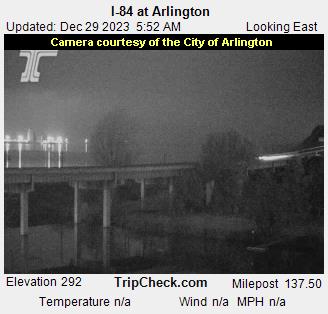 I-84 at Arlington
Updated: Dec 29 2023 5:52 AM Looking East
Camera courtesy of the City of Arlington
Elevation 292 TripCheck.com Milepost 137.50
Temperature n/a Wind n/a MPH n/a